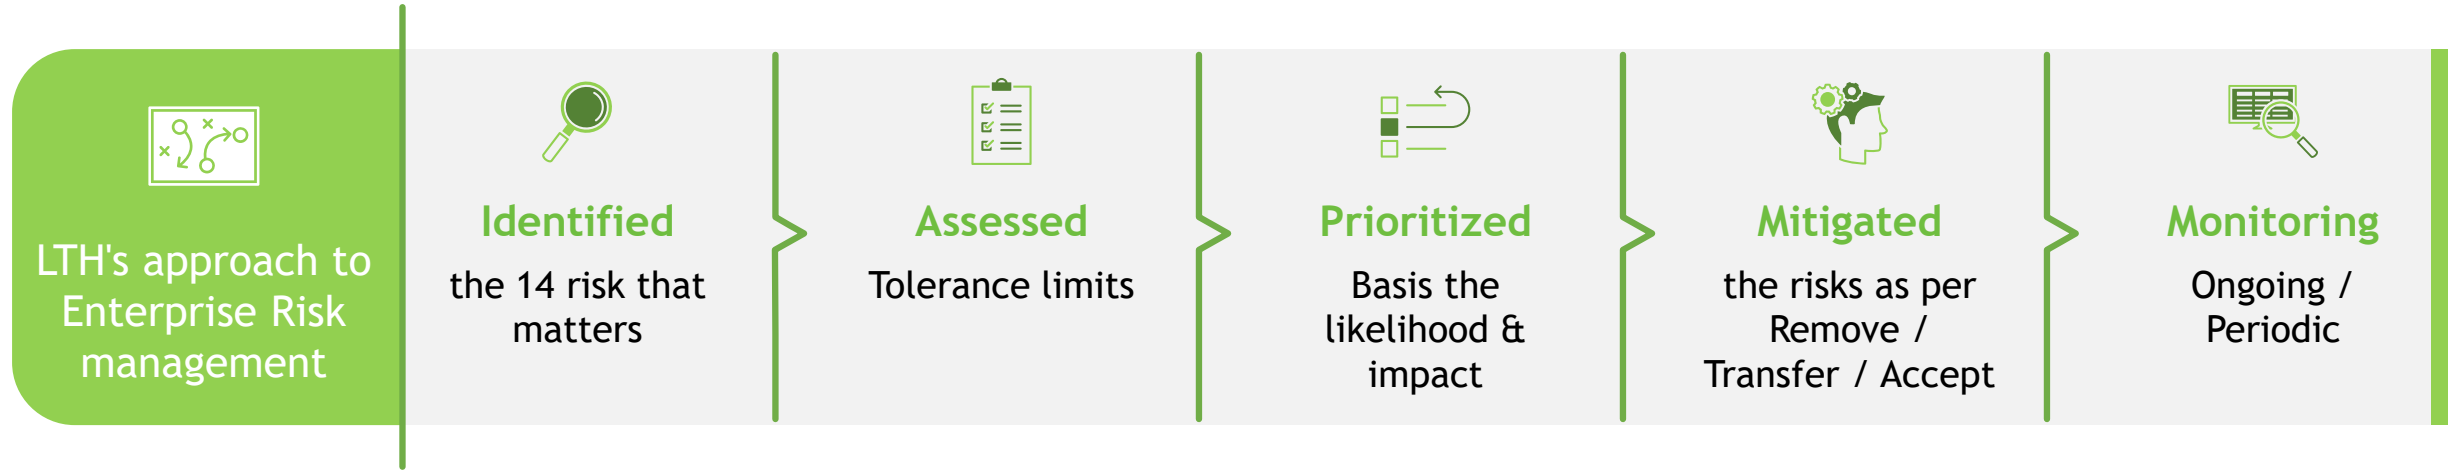 LTH's approach to
Enterprise Risk
management
Identified
the 14 risk that
matters
Assessed
Tolerance limits
Prioritized
Basis the
likelihood &
impact
Mitigated
the risks as per
Remove /
Transfer / Accept
Monitoring
Ongoing /
Periodic